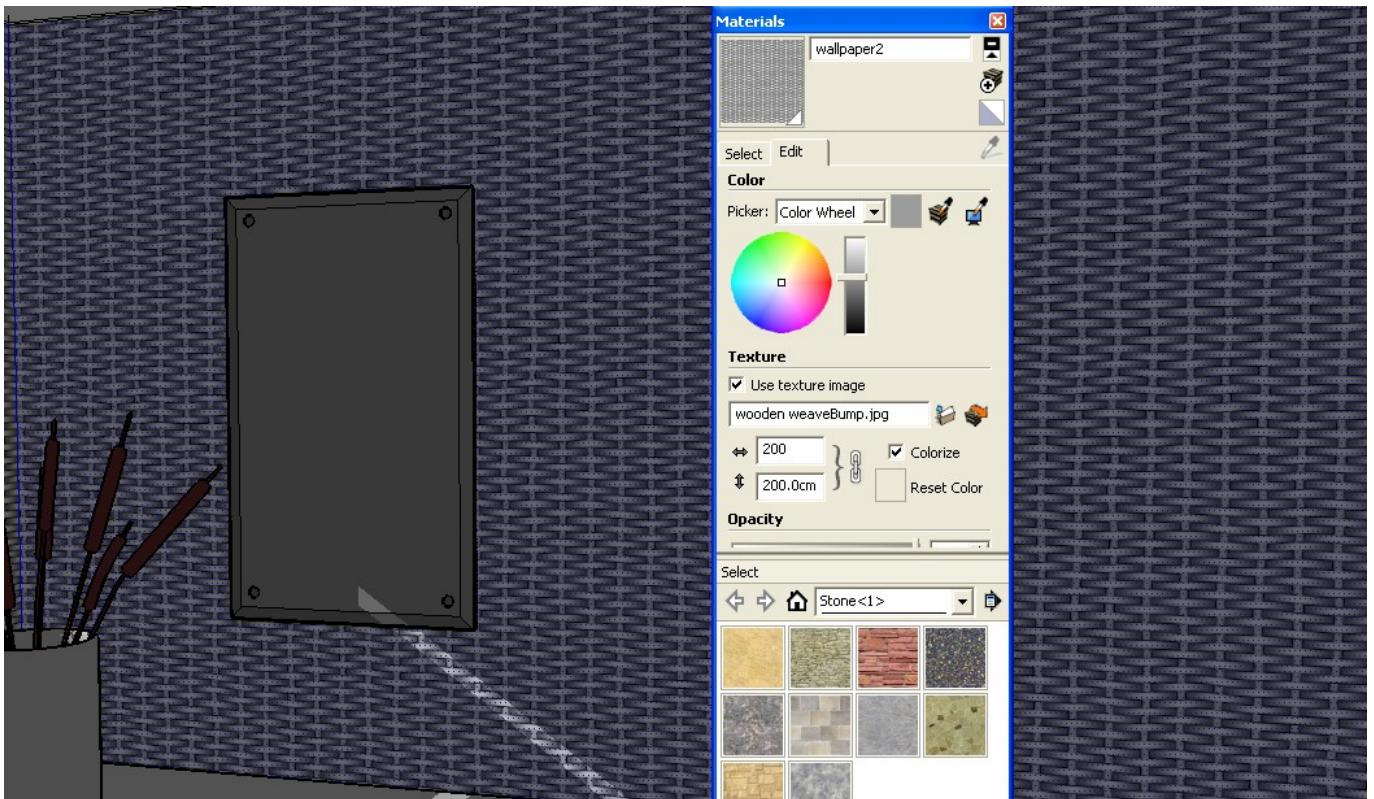 Materials
wallpaper2
Select Edit
Color
Picker: Color Wheel
Texture
Use texture image
wooden weaveBump.jpg
200
Colorize
200.0cm
Reset Color
Opacity
Select
Stone<1>